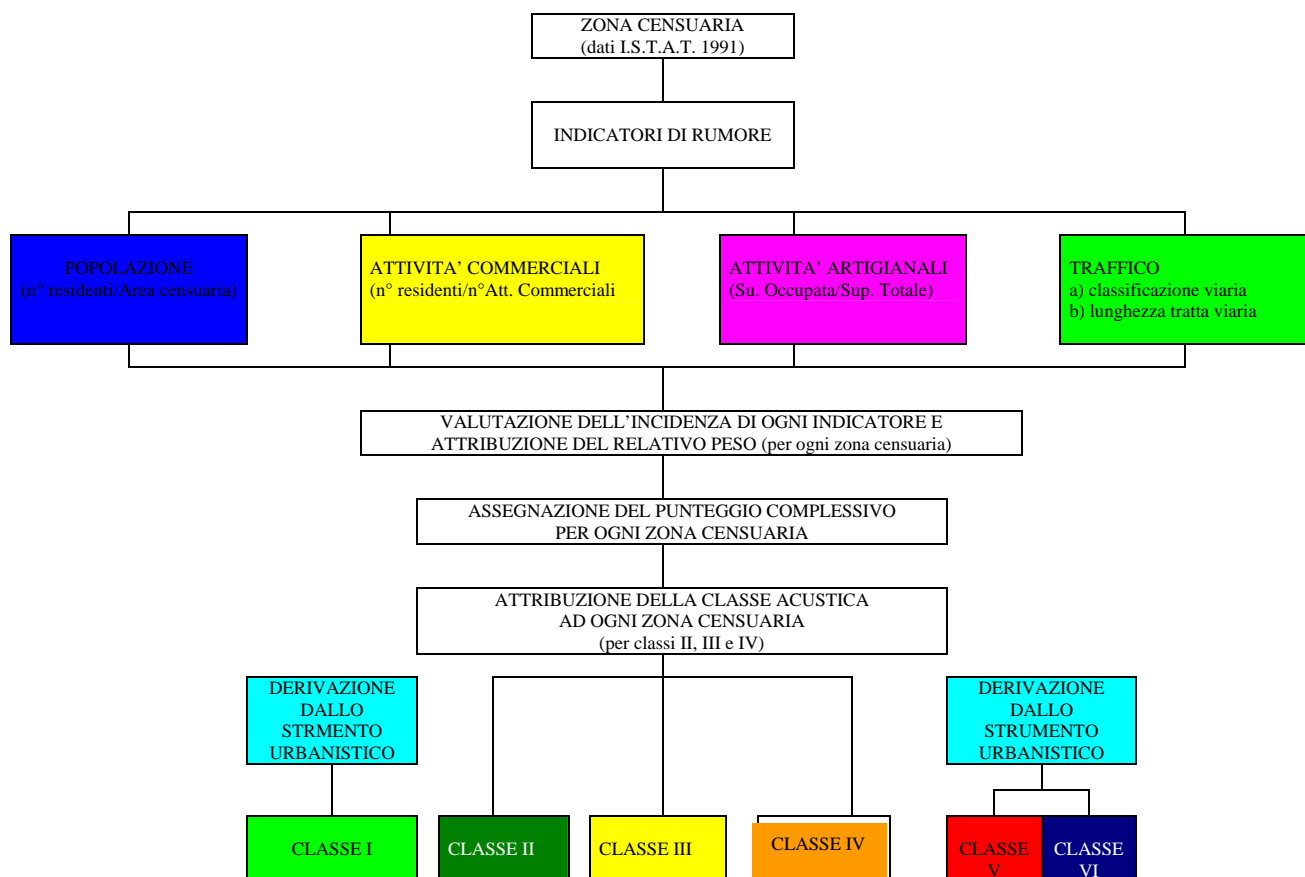 ZONA CENSUARIA
(dati I.S.T.A.T. 1991)
INDICATORI DI RUMORE
POPOLAZIONE
(n° residenti/Area censuaria)
ATTIVITA’ COMMERCIALI
(n° residenti/n°Att. Commerciali
ATTIVITA’ ARTIGIANALI
(Su. Occupata/Sup. Totale)
TRAFFICO
a) classificazione viaria
b) lunghezza tratta viaria
VALUTAZIONE DELL’INCIDENZA DI OGNI INDICATORE E
ATTRIBUZIONE DEL RELATIVO PESO (per ogni zona censuaria)
ASSEGNAZIONE DEL PUNTEGGIO COMPLESSIVO
PER OGNI ZONA CENSUARIA
ATTRIBUZIONE DELLA CLASSE ACUSTICA
AD OGNI ZONA CENSUARIA
(per classi II, III e IV)
DERIVAZIONE
DALLO
STRMENTO
URBANISTICO
DERIVAZIONE
DALLO
STRUMENTO
URBANISTICO
CLASSE I
CLASSE II
CLASSE III
CLASSE IV
CLASSE
V
CLASSE
VI